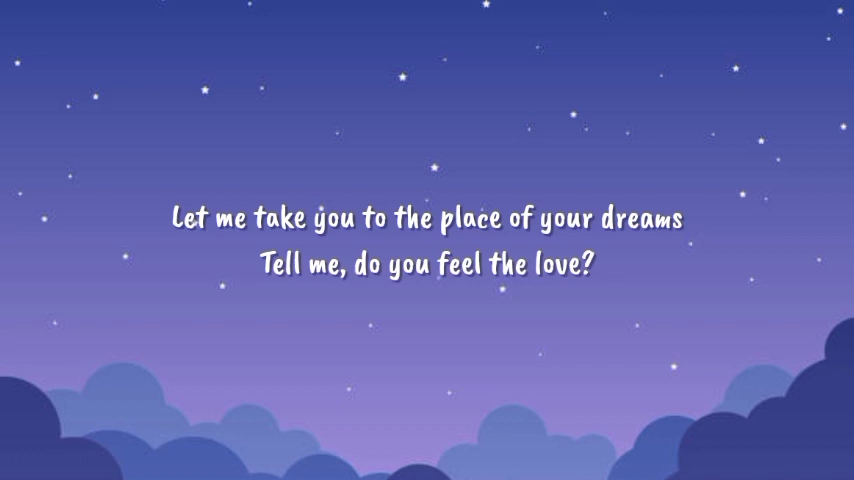 Let me take you to the place of your dreams
Tell me, do you feel the love?